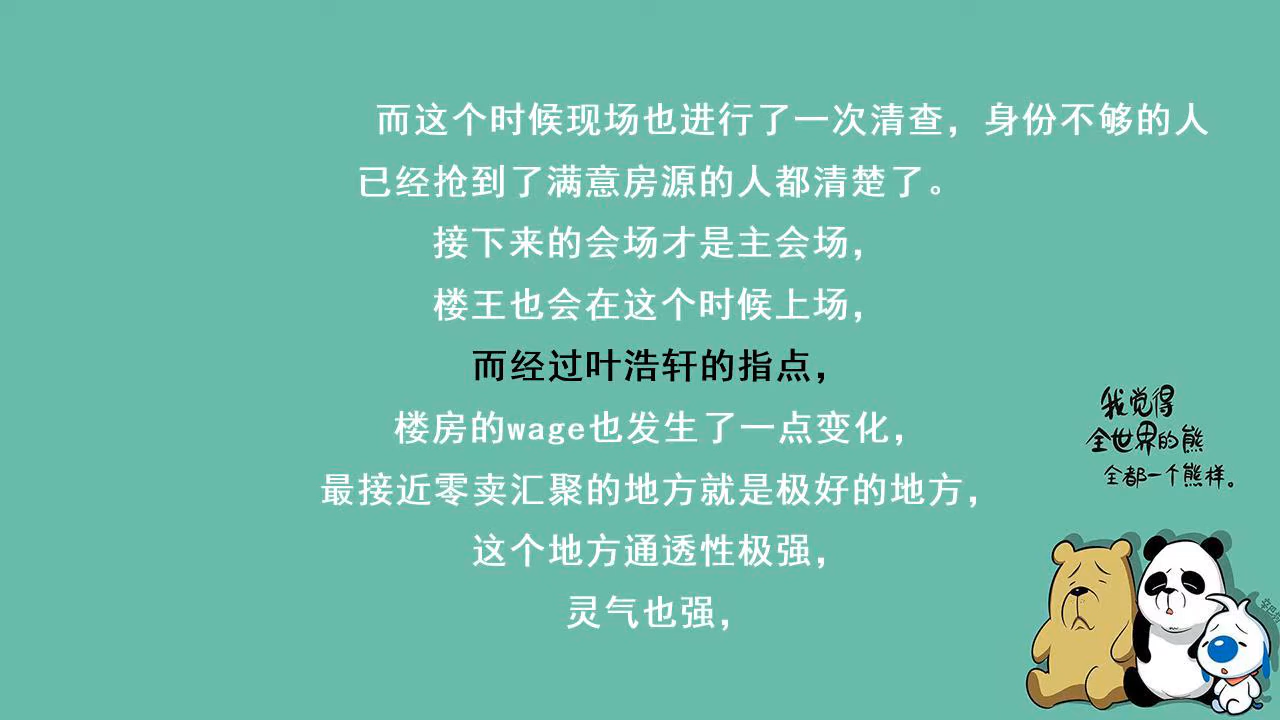 而这个时候现场也进行了一次清查，身份不够的人
已经抢到了满意房源的人都清楚了。
接下来的会场才是主会场，
楼王也会在这个时候上场，
而经过叶浩轩的指点，
楼房的wage也发生了一点变化，
最接近零卖汇聚的地方就是极好的地方，
这个地方通透性极强，
灵气也强，
我觉得
全世界的熊
全都一个熊样。